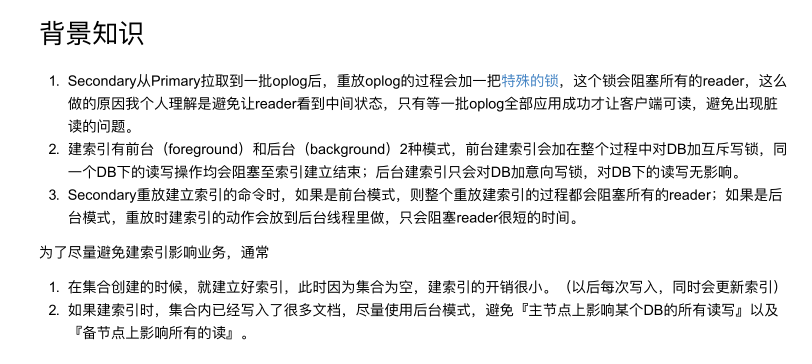 背景知识
1. Secondary从Primary拉取到一批oplog后，重放oplog的过程会加一把特殊的锁，这个锁会阻塞所有的reader，这么
做的原因我个人理解是避免让reader看到中间状态，只有等一批oplog全部应用成功才让客户端可读，避免出现脏
读的问题。
2. 建索引有前台（foreground）和后台（background）2种模式，前台建索引会加在整个过程中对DB加互斥写锁，同
一个DB下的读写操作均会阻塞至索引建立结束；后台建索引只会对DB加意向写锁，对DB下的读写无影响。
3. Secondary重放建立索引的命令时，如果是前台模式，则整个重放建索引的过程都会阻塞所有的reader；如果是后
台模式，重放时建索引的动作会放到后台线程里做，只会阻塞reader很短的时间。
为了尽量避免建索引影响业务，通常
1. 在集合创建的时候，就建立好索引，此时因为集合为空，建索引的开销很小。（以后每次写入，同时会更新索引）
2. 如果建索引时，集合内已经写入了很多文档，尽量使用后台模式，避免『主节点上影响某个DB的所有读写』以及
『备节点上影响所有的读』。